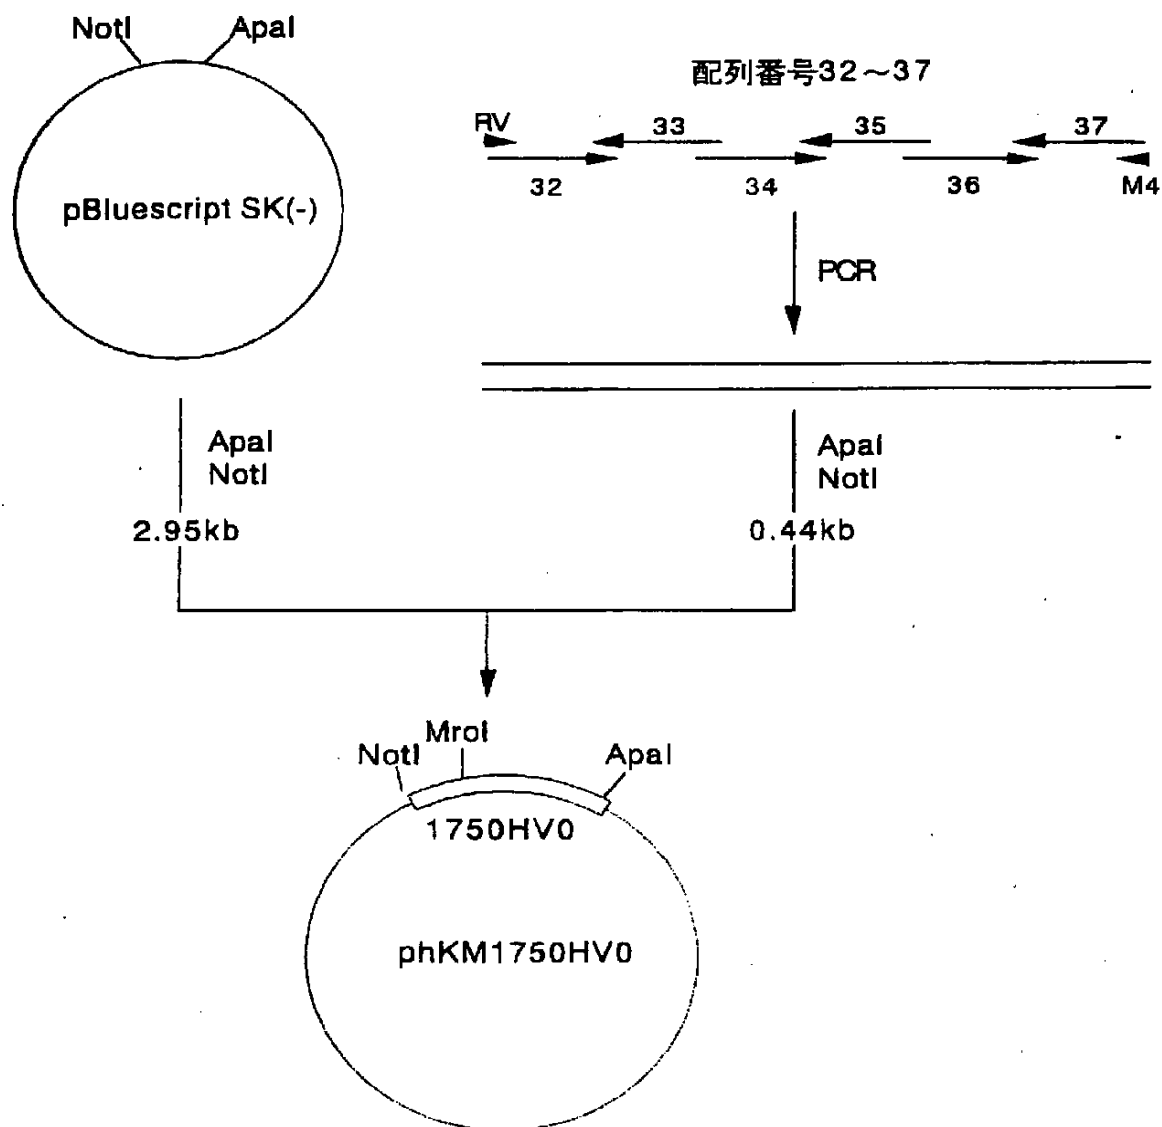 NotI
ApaI
pBluescript SK(-)
ApaI
NotI
2.95kb
配列番号32～37
RV
33
35
37
32
34
36
M4
PCR
ApaI
NotI
0.44kb
NotI
MroI
ApaI
1750HV0
phKM1750HV0